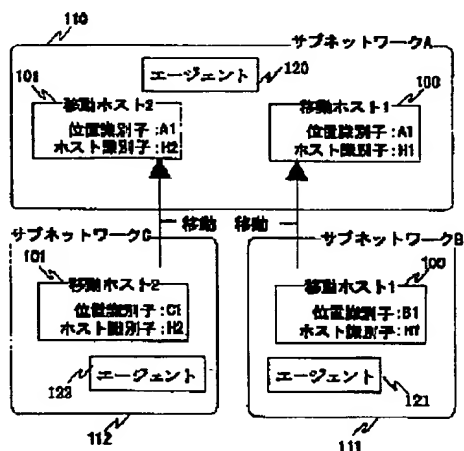 110
サブネットワークA
エージェント
120
101
移動ホスト2
位置識別子:A1
ホスト識別子:H2
100
移動ホスト1
位置識別子:A1
ホスト識別子:H1
移動
移動
サブネットワークC
101
移動ホスト2
位置識別子:C1
ホスト識別子:H2
エージェント
112
サブネットワークB
100
移動ホスト1
位置識別子:B1
ホスト識別子:H1
エージェント
121
111